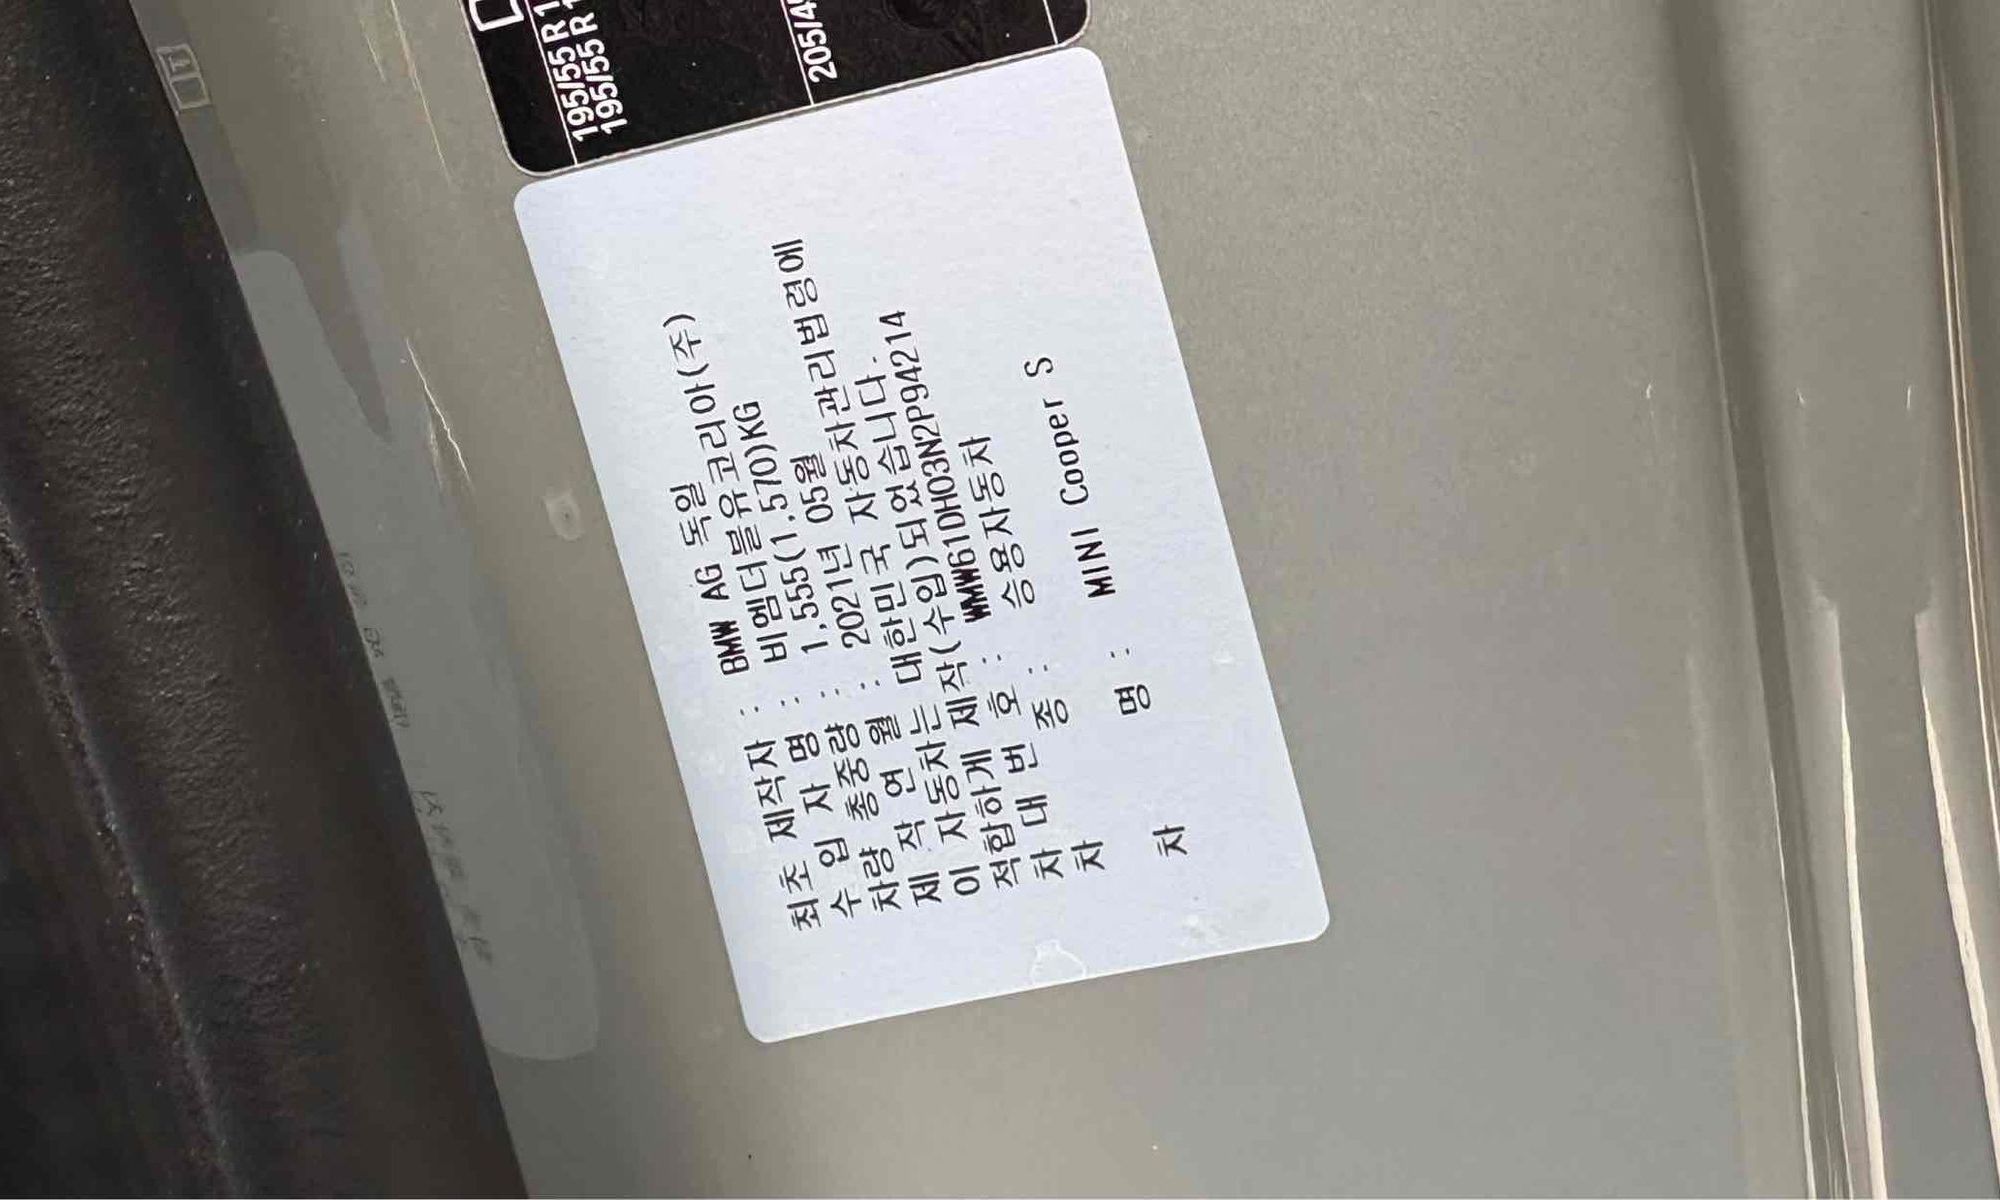 195/55 R 1
195/55 R 1
205/4
최초 제작자 : BMW AG 독일
수 입 자 명 : 비엠더블유코리아(주)
차량 총중량 : 1.555(1.570)KG
제 작 연 월 : 2021년 05월
이 자동차는 대한민국 자동차관리법령에
적합하게 제작(수입)되었습니다.
차 대 번 호 : WMW61DH03N2P94214
차 종 : 승용자동차
차 명 : MINI Cooper S